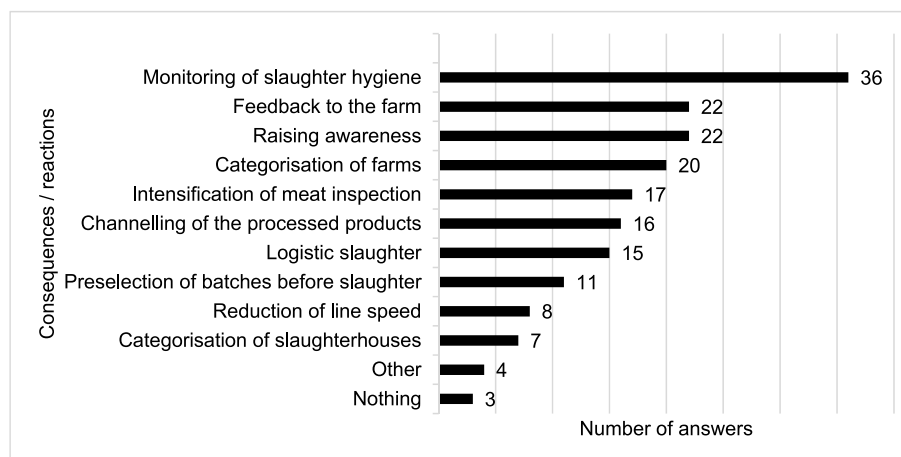 Consequences / reactions
Monitoring of slaughter hygiene 36
Feedback to the farm 22
Raising awareness 22
Categorisation of farms 20
Intensification of meat inspection 17
Channelling of the processed products 16
Logistic slaughter 15
Preselection of batches before slaughter 11
Reduction of line speed 8
Categorisation of slaughterhouses 7
Other 4
Nothing 3
Number of answers